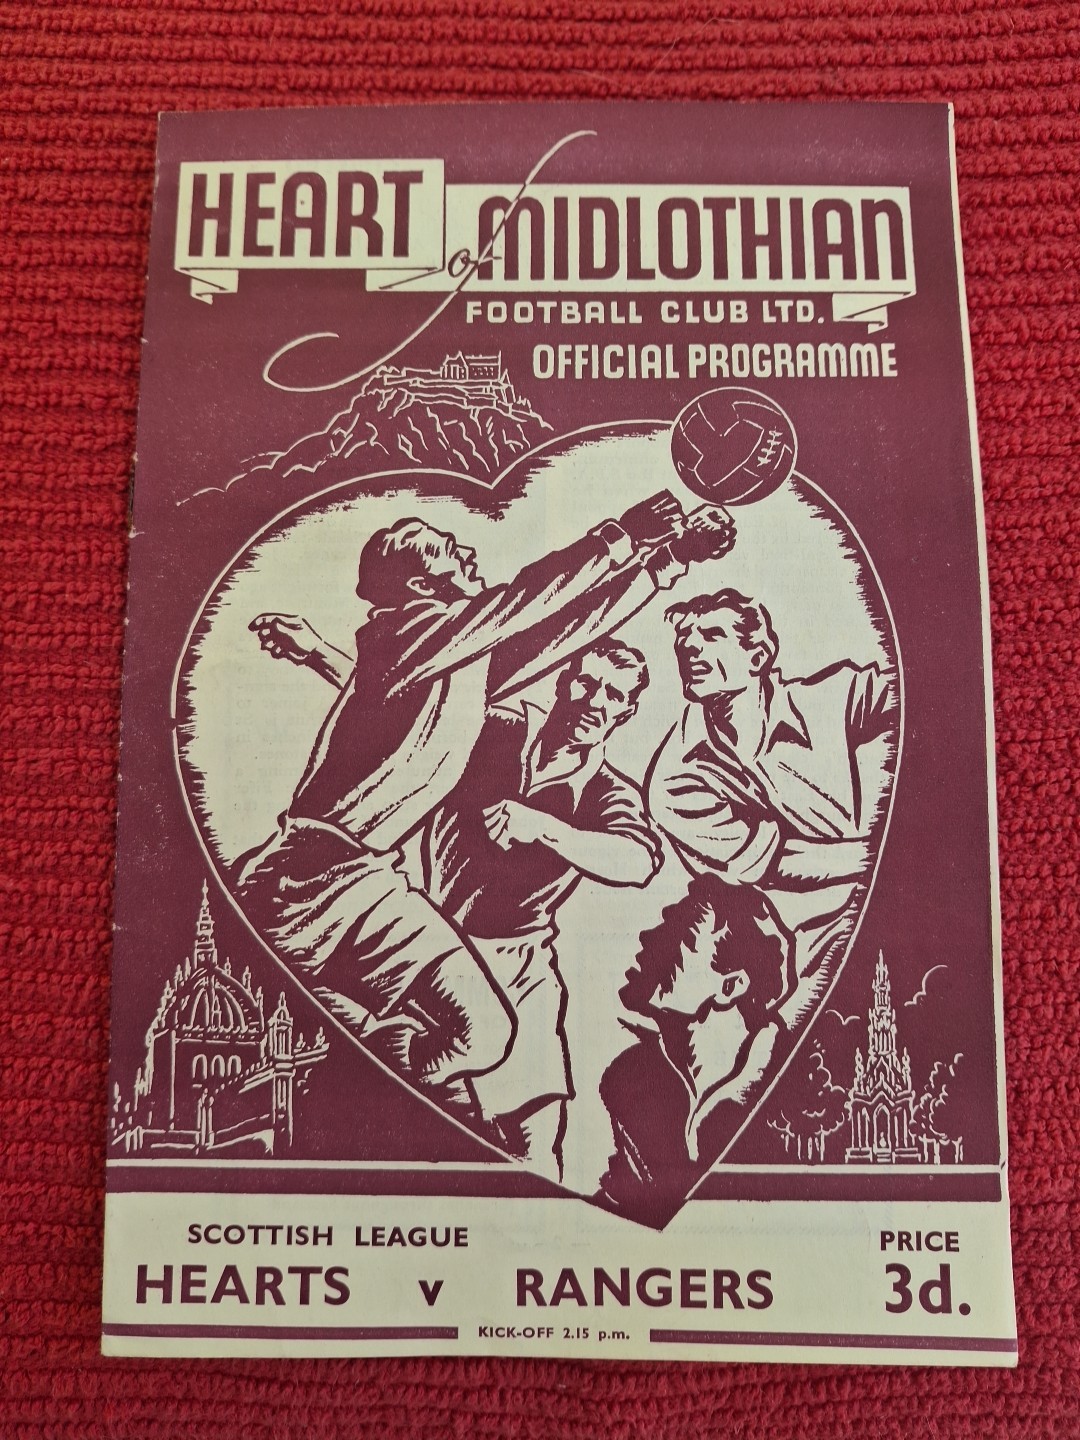 HEART of MIDLOTHIAN
FOOTBALL CLUB LTD.
OFFICIAL PROGRAMME
SCOTTISH LEAGUE
PRICE
HEARTS v RANGERS
3d.
KICK-OFF 2.15 p.m.